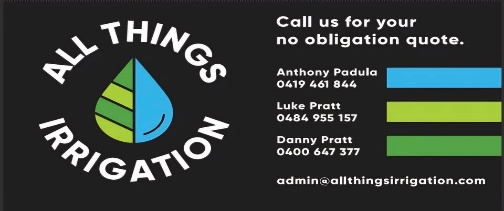 ALL THINGS
IRRIGATION
Call us for your
no obligation quote.
Anthony Padula
0419 461 844
Luke Pratt
0484 955 157
Danny Pratt
0400 647 377
admin@allthingsirrigation.com